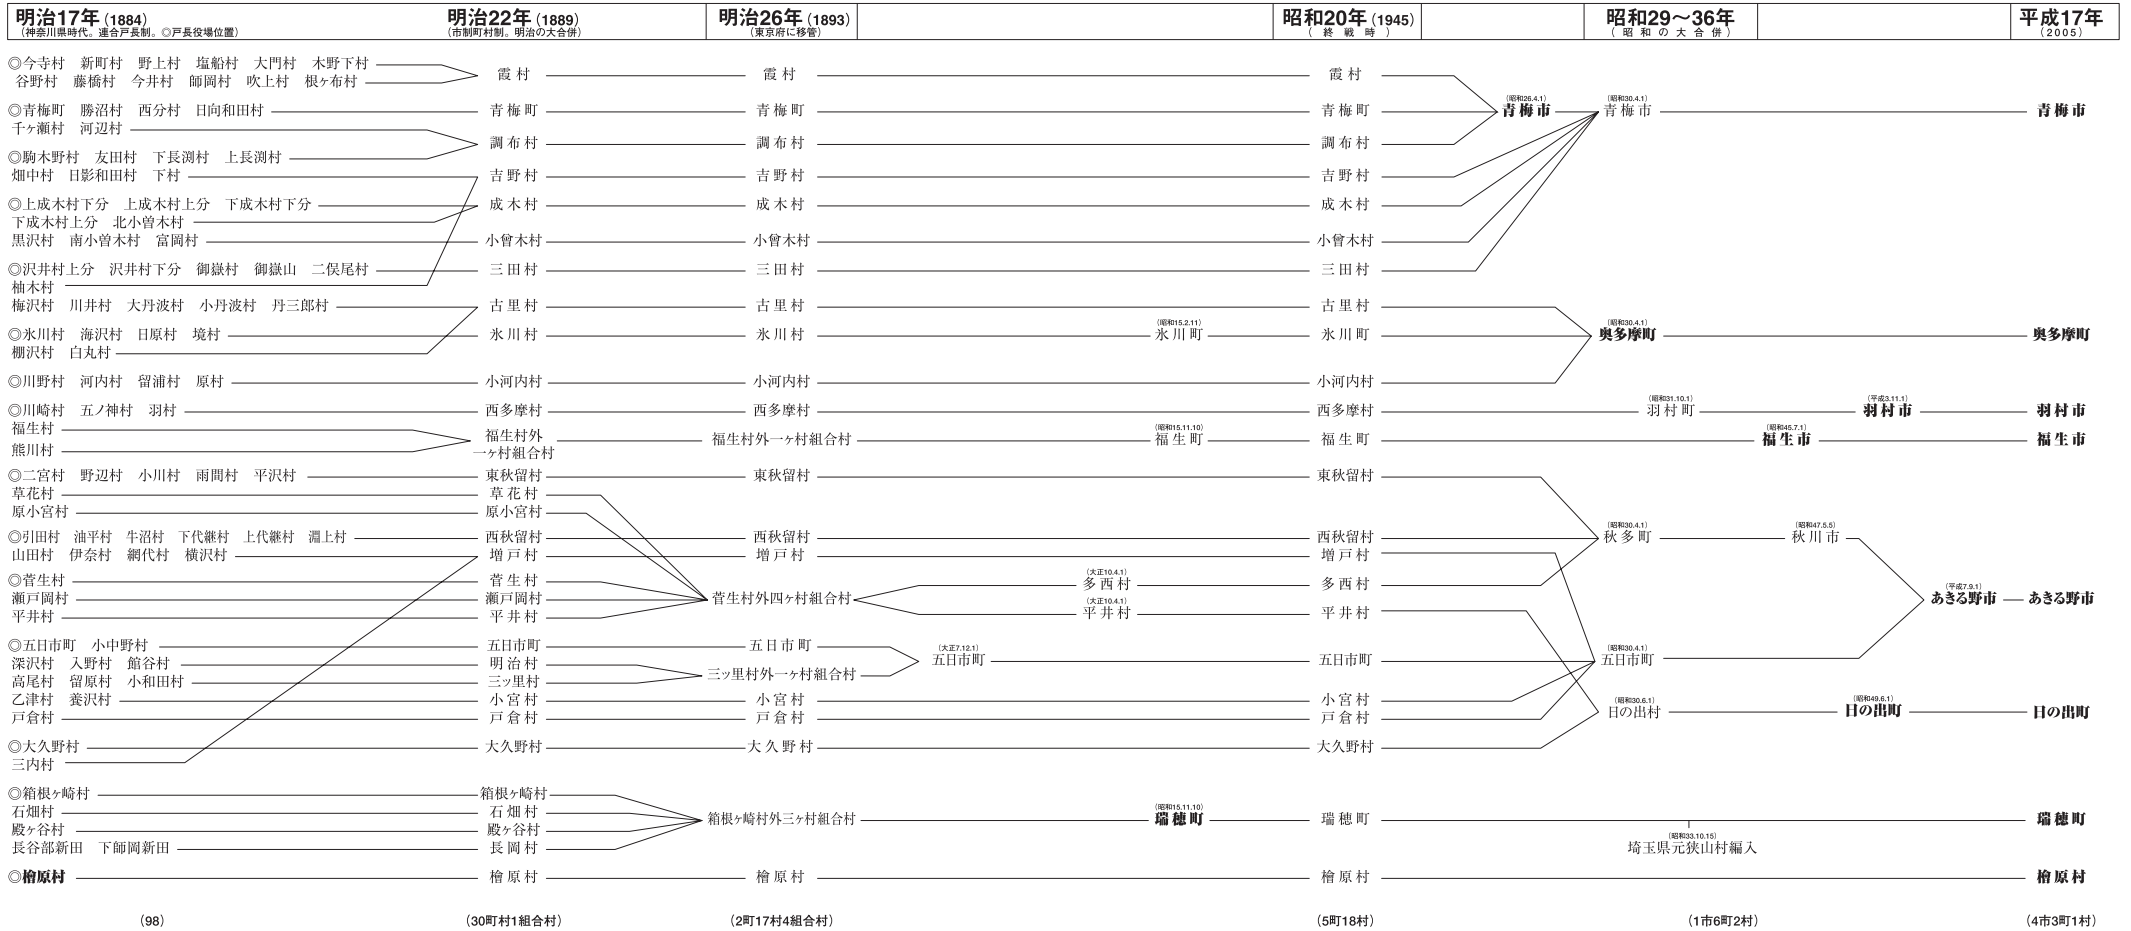 明治17年(1884) 明治22年(1889) 明治26年(1893) 昭和20年(1945) 昭和29〜36年 平成17年
(神奈川県時代。連合戸長制。◎戸長役場位置) (市制町村制。明治の大合併) (東京府に移管) (終戦時) (昭和の大合併) (2005)
◎今寺村 新町村 野上村 塩船村 大門村 木野下村
谷野村 藤橋村 今井村 師岡村 吹上村 根ヶ布村
霞村 霞村 霞村
(昭和26.4.1) (昭和30.4.1)
◎青梅町 勝沼村 西分村 日向和田村 青梅町 青梅町 青梅町 青梅市 青梅市 青梅市
千ヶ瀬村 河辺村
調布村 調布村 調布村
◎駒木野村 友田村 下長渕村 上長渕村
畑中村 日影和田村 下村 吉野村 吉野村 吉野村
◎上成木村下分 上成木村上分 下成木村下分 成木村 成木村 成木村
下成木村上分 北小曽木村
黒沢村 南小曽木村 富岡村 小曾木村 小曾木村 小曾木村
◎沢井村上分 沢井村下分 御嶽村 御嶽山 二俣尾村 三田村 三田村 三田村
柚木村
梅沢村 川井村 大丹波村 小丹波村 丹三郎村 古里村 古里村 古里村
(昭和15.2.11) (昭和30.4.1)
◎氷川村 海沢村 日原村 境村 氷川村 氷川村 氷川町 氷川町 奥多摩町 奥多摩町
棚沢村 白丸村
◎川野村 河内村 留浦村 原村 小河内村 小河内村 小河内村
(昭和31.10.1) (平成3.11.1)
◎川崎村 五ノ神村 羽村 西多摩村 西多摩村 西多摩村 羽村町 羽村市 羽村市
福生村
(昭和15.11.10) (昭和45.7.1)
福生村外 福生村外一ヶ村組合村 福生町 福生町 福生市 福生市
熊川村 一ヶ村組合村
◎二宮村 野辺村 小川村 雨間村 平沢村 東秋留村 東秋留村 東秋留村
草花村 草花村
原小宮村 原小宮村
(昭和30.4.1) (昭和47.5.5)
◎引田村 油平村 牛沼村 下代継村 上代継村 淵上村 西秋留村 西秋留村 西秋留村 秋多町 秋川市
山田村 伊奈村 網代村 横沢村 増戸村 増戸村 増戸村
(大正10.4.1)
◎菅生村 菅生村 多西村 多西村
(平成7.9.1)
瀬戸岡村 瀬戸岡村 菅生村外四ヶ村組合村 あきる野市 あきる野市
(大正10.4.1)
平井村 平井村 平井村 平井村
◎五日市町 小中野村 五日市町 五日市町
(大正7.12.1) (昭和30.4.1)
深沢村 入野村 館谷村 明治村 五日市町 五日市町 五日市町
三ッ里村外一ヶ村組合村
高尾村 留原村 小和田村 三ッ里村
乙津村 養沢村 小宮村 小宮村 小宮村
(昭和30.6.1) (昭和49.6.1)
戸倉村 戸倉村 戸倉村 戸倉村 日の出村 日の出町 日の出町
◎大久野村 大久野村 大久野村 大久野村
三内村
◎箱根ヶ崎村 箱根ヶ崎村
石畑村 石畑村
(昭和15.11.10)
箱根ヶ崎村外三ヶ村組合村 瑞穂町 瑞穂町 瑞穂町
殿ヶ谷村 殿ヶ谷村
(昭和33.10.15)
長谷部新田 下師岡新田 長岡村 埼玉県元狭山村編入
◎檜原村 檜原村 檜原村 檜原村 檜原村
(98) (30町村1組合村) (2町17村4組合村) (5町18村) (1市6町2村) (4市3町1村)